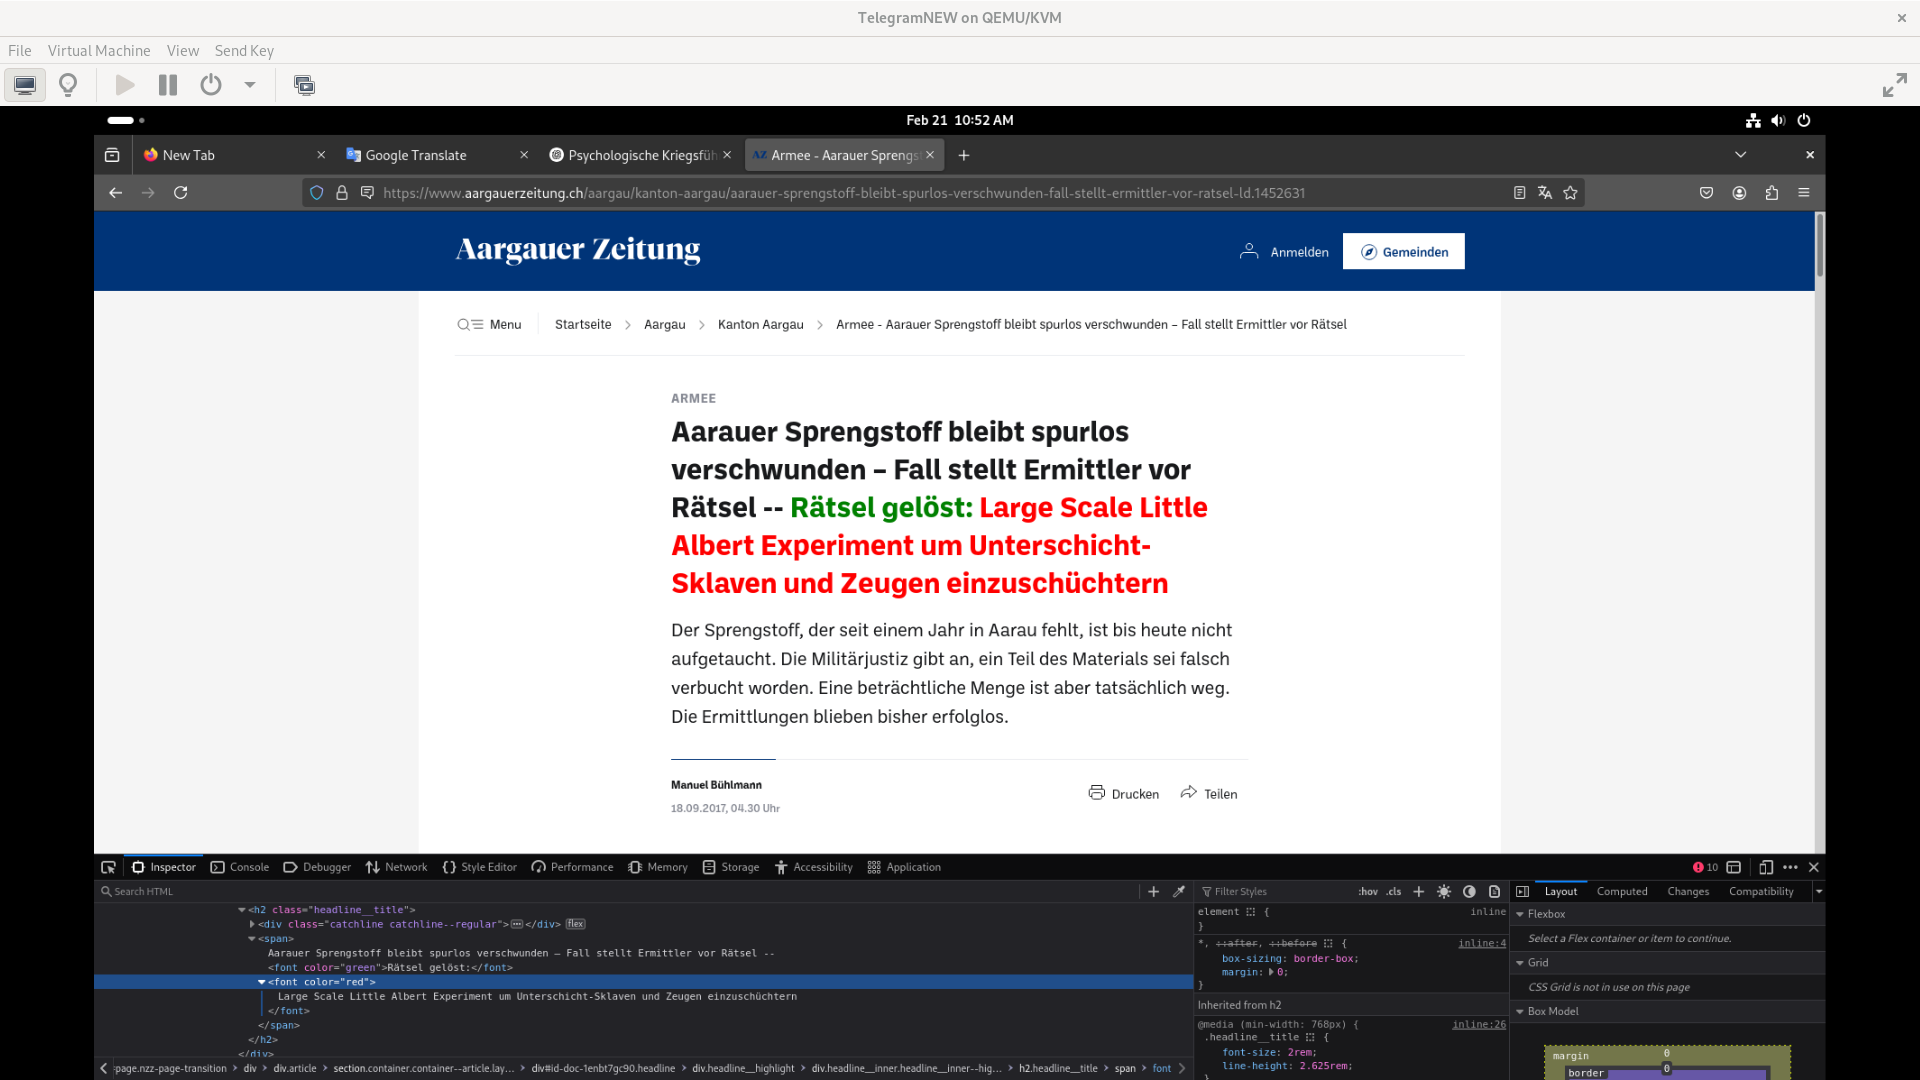 TelegramNEW on QEMU/KVM
File Virtual Machine View Send Key
Feb 21 10:52 AM
New Tab
Google Translate
Psychologische Kriegsfüh
Armee - Aarauer Sprengst
https://www.aargauerzeitung.ch/aargau/kanton-aargau/aarauer-sprengstoff-bleibt-spurlos-verschwunden-fall-stellt-ermittler-vor-ratsel-ld.1452631
Aargauer Zeitung
Anmelden
Gemeinden
Menu
Startseite > Aargau > Kanton Aargau > Armee - Aarauer Sprengstoff bleibt spurlos verschwunden – Fall stellt Ermittler vor Rätsel
ARMEE
Aarauer Sprengstoff bleibt spurlos
verschwunden – Fall stellt Ermittler vor
Rätsel -- Rätsel gelöst: Large Scale Little
Albert Experiment um Unterschicht-
Sklaven und Zeugen einzuschüchtern
Der Sprengstoff, der seit einem Jahr in Aarau fehlt, ist bis heute nicht
aufgetaucht. Die Militärjustiz gibt an, ein Teil des Materials sei falsch
verbucht worden. Eine beträchtliche Menge ist aber tatsächlich weg.
Die Ermittlungen blieben bisher erfolglos.
Manuel Bühlmann
18.09.2017, 04.30 Uhr
Drucken
Teilen
Inspector Console Debugger Network Style Editor Performance Memory Storage Accessibility Application
10
Search HTML
<h2 class="headline__title">
<div class="catchline catchline--regular"> </div> flex
<span>
Aarauer Sprengstoff bleibt spurlos verschwunden – Fall stellt Ermittler vor Rätsel --
<font color="green">Rätsel gelöst:</font>
<font color="red">
Large Scale Little Albert Experiment um Unterschicht-Sklaven und Zeugen einzuschüchtern
</font>
</span>
</h2>
</div>
page.nzz-page-transition > div > div.article > section.container.container--article.lay… > div#id-doc-1enbt7gc90.headline > div.headline__highlight > div.headline__inner.headline__inner--hig… > h2.headline__title > span > font
Filter Styles
:hov .cls
element { inline
}
*, ::after, ::before { inline:4
box-sizing: border-box;
margin: 0;
}
Inherited from h2
@media (min-width: 768px) { inline:26
.headline__title {
font-size: 2rem;
line-height: 2.625rem;
}
Layout Computed Changes Compatibility
Flexbox
Select a Flex container or item to continue.
Grid
CSS Grid is not in use on this page
Box Model
margin 0
border 0